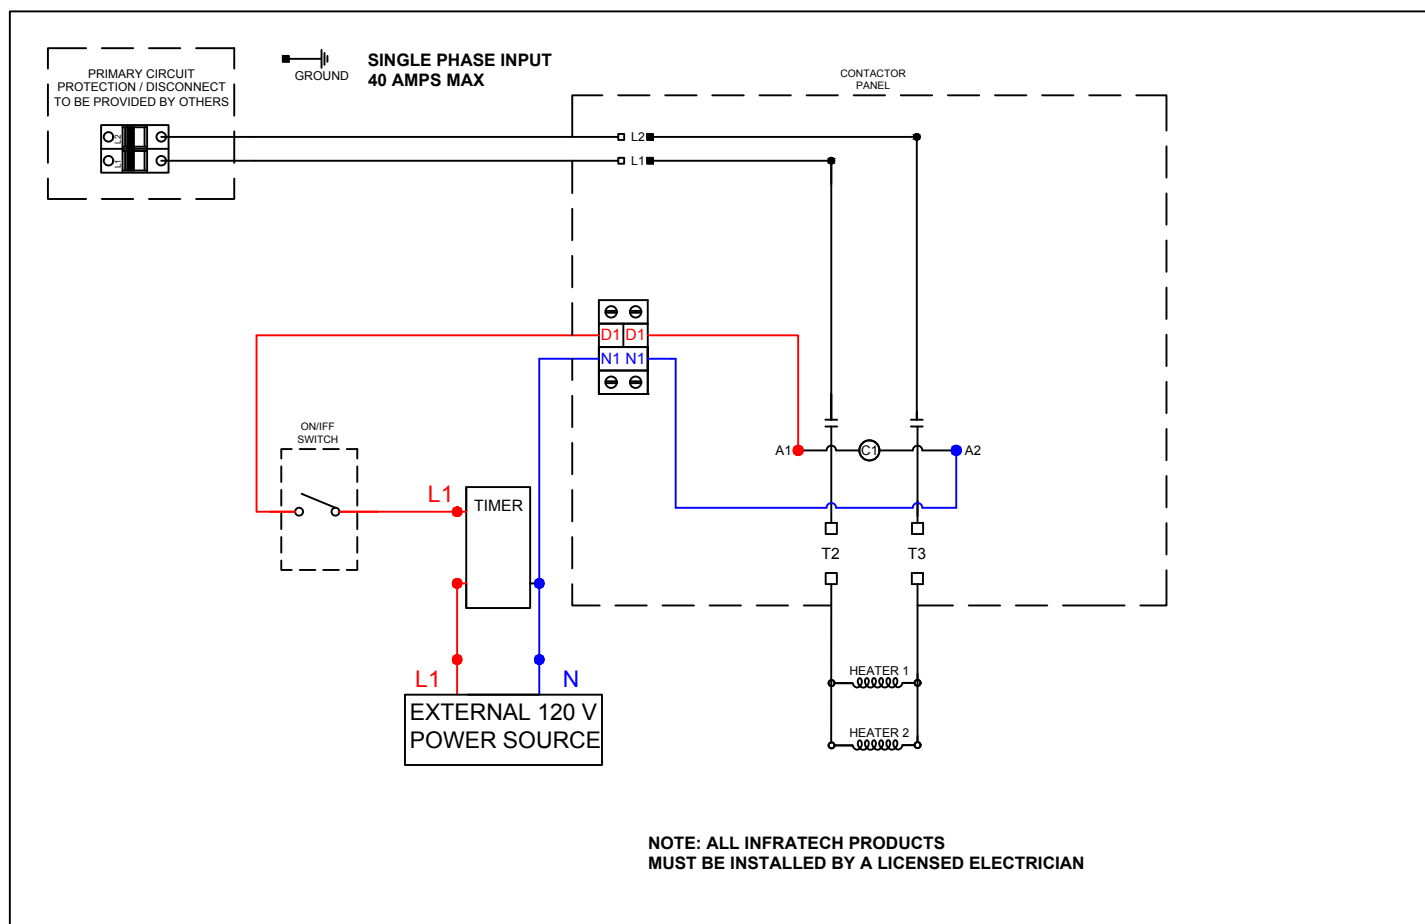 PRIMARY CIRCUIT
PROTECTION / DISCONNECT
TO BE PROVIDED BY OTHERS
L2
L1
GROUND
SINGLE PHASE INPUT
40 AMPS MAX
CONTACTOR
PANEL
L2
L1
D1 D1
N1 N1
ON/IFF
SWITCH
A1
C1
A2
L1
TIMER
T2
T3
L1
N
EXTERNAL 120 V
POWER SOURCE
HEATER 1
HEATER 2
NOTE: ALL INFRATECH PRODUCTS
MUST BE INSTALLED BY A LICENSED ELECTRICIAN